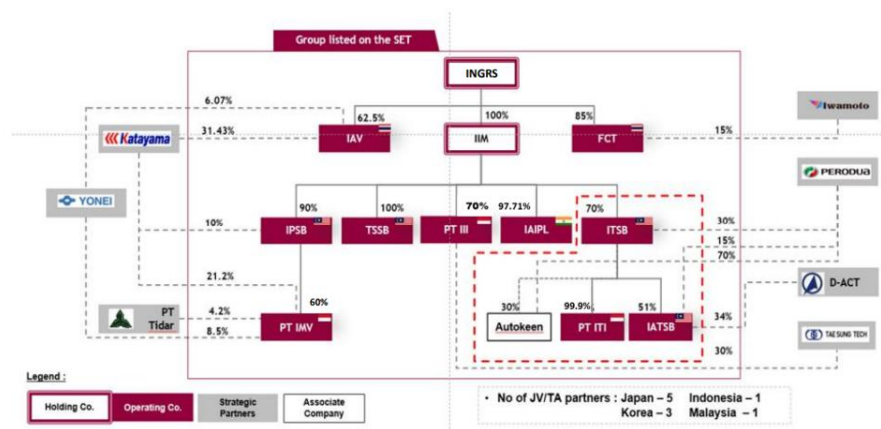 Group listed on the SET
INGRS
6.07%
62.5%
100%
85%
Iwamoto
Katayama
31.43%
IAV
IIM
FCT
15%
PERODUA
YONEI
90%
100%
70%
97.71%
70%
10%
IPSB
TSSB
PT III
IAIPL
ITSB
30%
15%
70%
21.2%
D-ACT
PT
Tidar
4.2%
8.5%
60%
PT IMV
30%
99.9%
51%
Autokeen
PT ITI
IATSB
34%
TAE SUNG TECH
30%
Legend :
Holding Co.
Operating Co.
Strategic
Partners
Associate
Company
• No of JV/TA partners : Japan – 5 Indonesia – 1
Korea – 3 Malaysia – 1